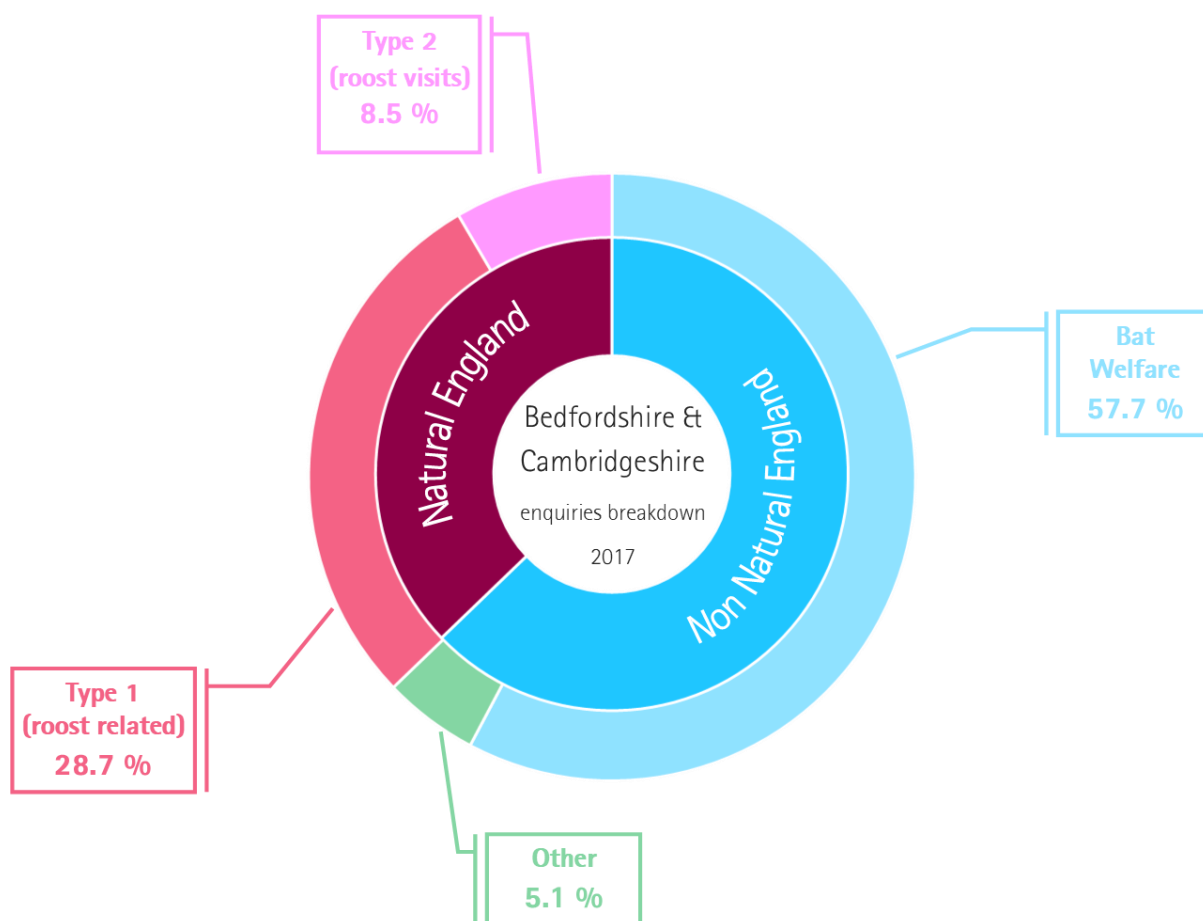 Type 2
(roost visits)
8.5 %
Natural England
Bedfordshire &
Cambridgeshire
enquiries breakdown
2017
Non Natural England
Bat
Welfare
57.7 %
Type 1
(roost related)
28.7 %
Other
5.1 %